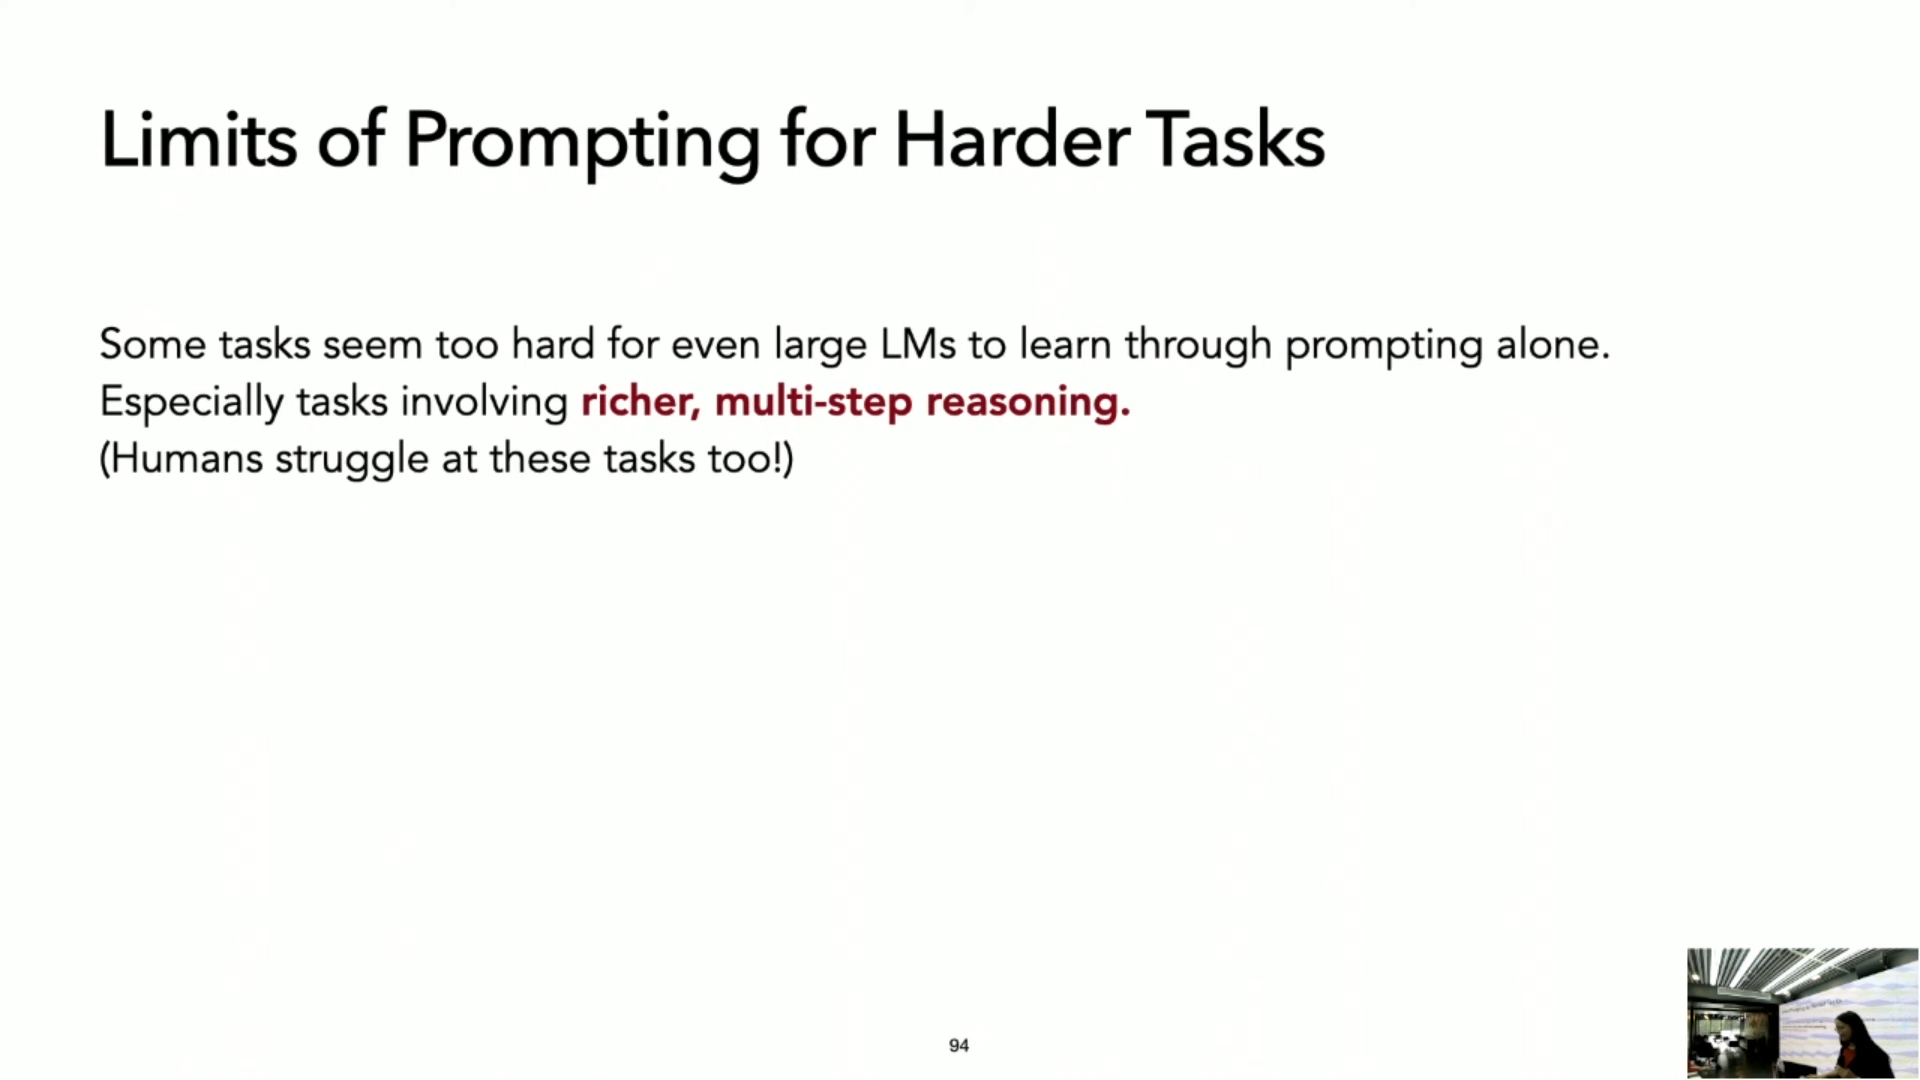 Limits of Prompting for Harder Tasks
Some tasks seem too hard for even large LMs to learn through prompting alone.
Especially tasks involving richer, multi-step reasoning.
(Humans struggle at these tasks too!)
94